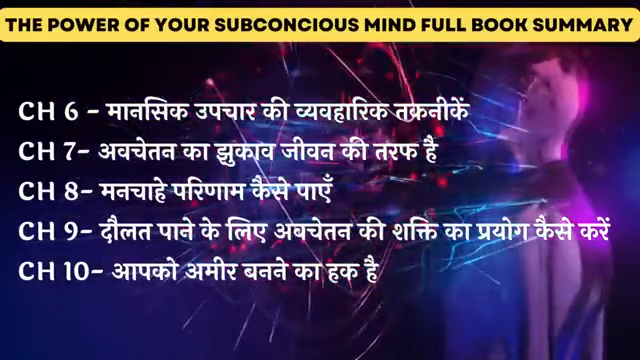 THE POWER OF YOUR SUBCONCIOUS MIND FULL BOOK SUMMARY
CH 6 - मानसिक उपचार की व्यवहारिक तकनीकें
CH 7- अवचेतन का झुकाव जीवन की तरफ है
CH 8- मनचाहे परिणाम कैसे पाएँ
CH 9- दौलत पाने के लिए अवचेतन की शक्ति का प्रयोग कैसे करें
CH 10- आपको अमीर बनने का हक है